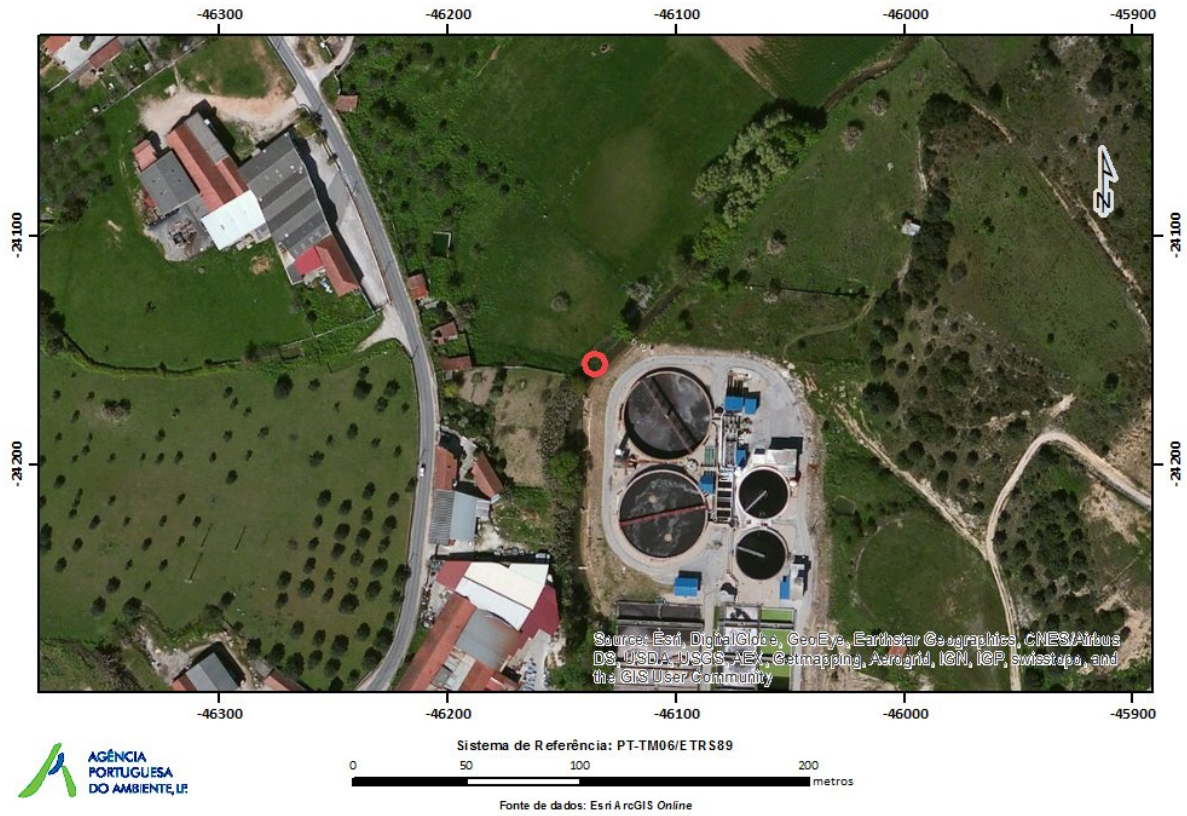 -46300 -46200 -46100 -46000 -45900
-24100 -24100
-24200 -24200
N
Source: Esri, DigitalGlobe, GeoEye, Earthstar Geographics, CNES/Airbus
DS, USDA, USGS, AEX, Getmapping, Aerogrid, IGN, IGP, swisstopo, and
the GIS User Community
-46300 -46200 -46100 -46000 -45900
Sistema de Referência: PT-TM06/ETRS89
0 50 100 200
metros
Fonte de dados: Esri ArcGIS Online
AGÊNCIA
PORTUGUESA
DO AMBIENTE, I.P.